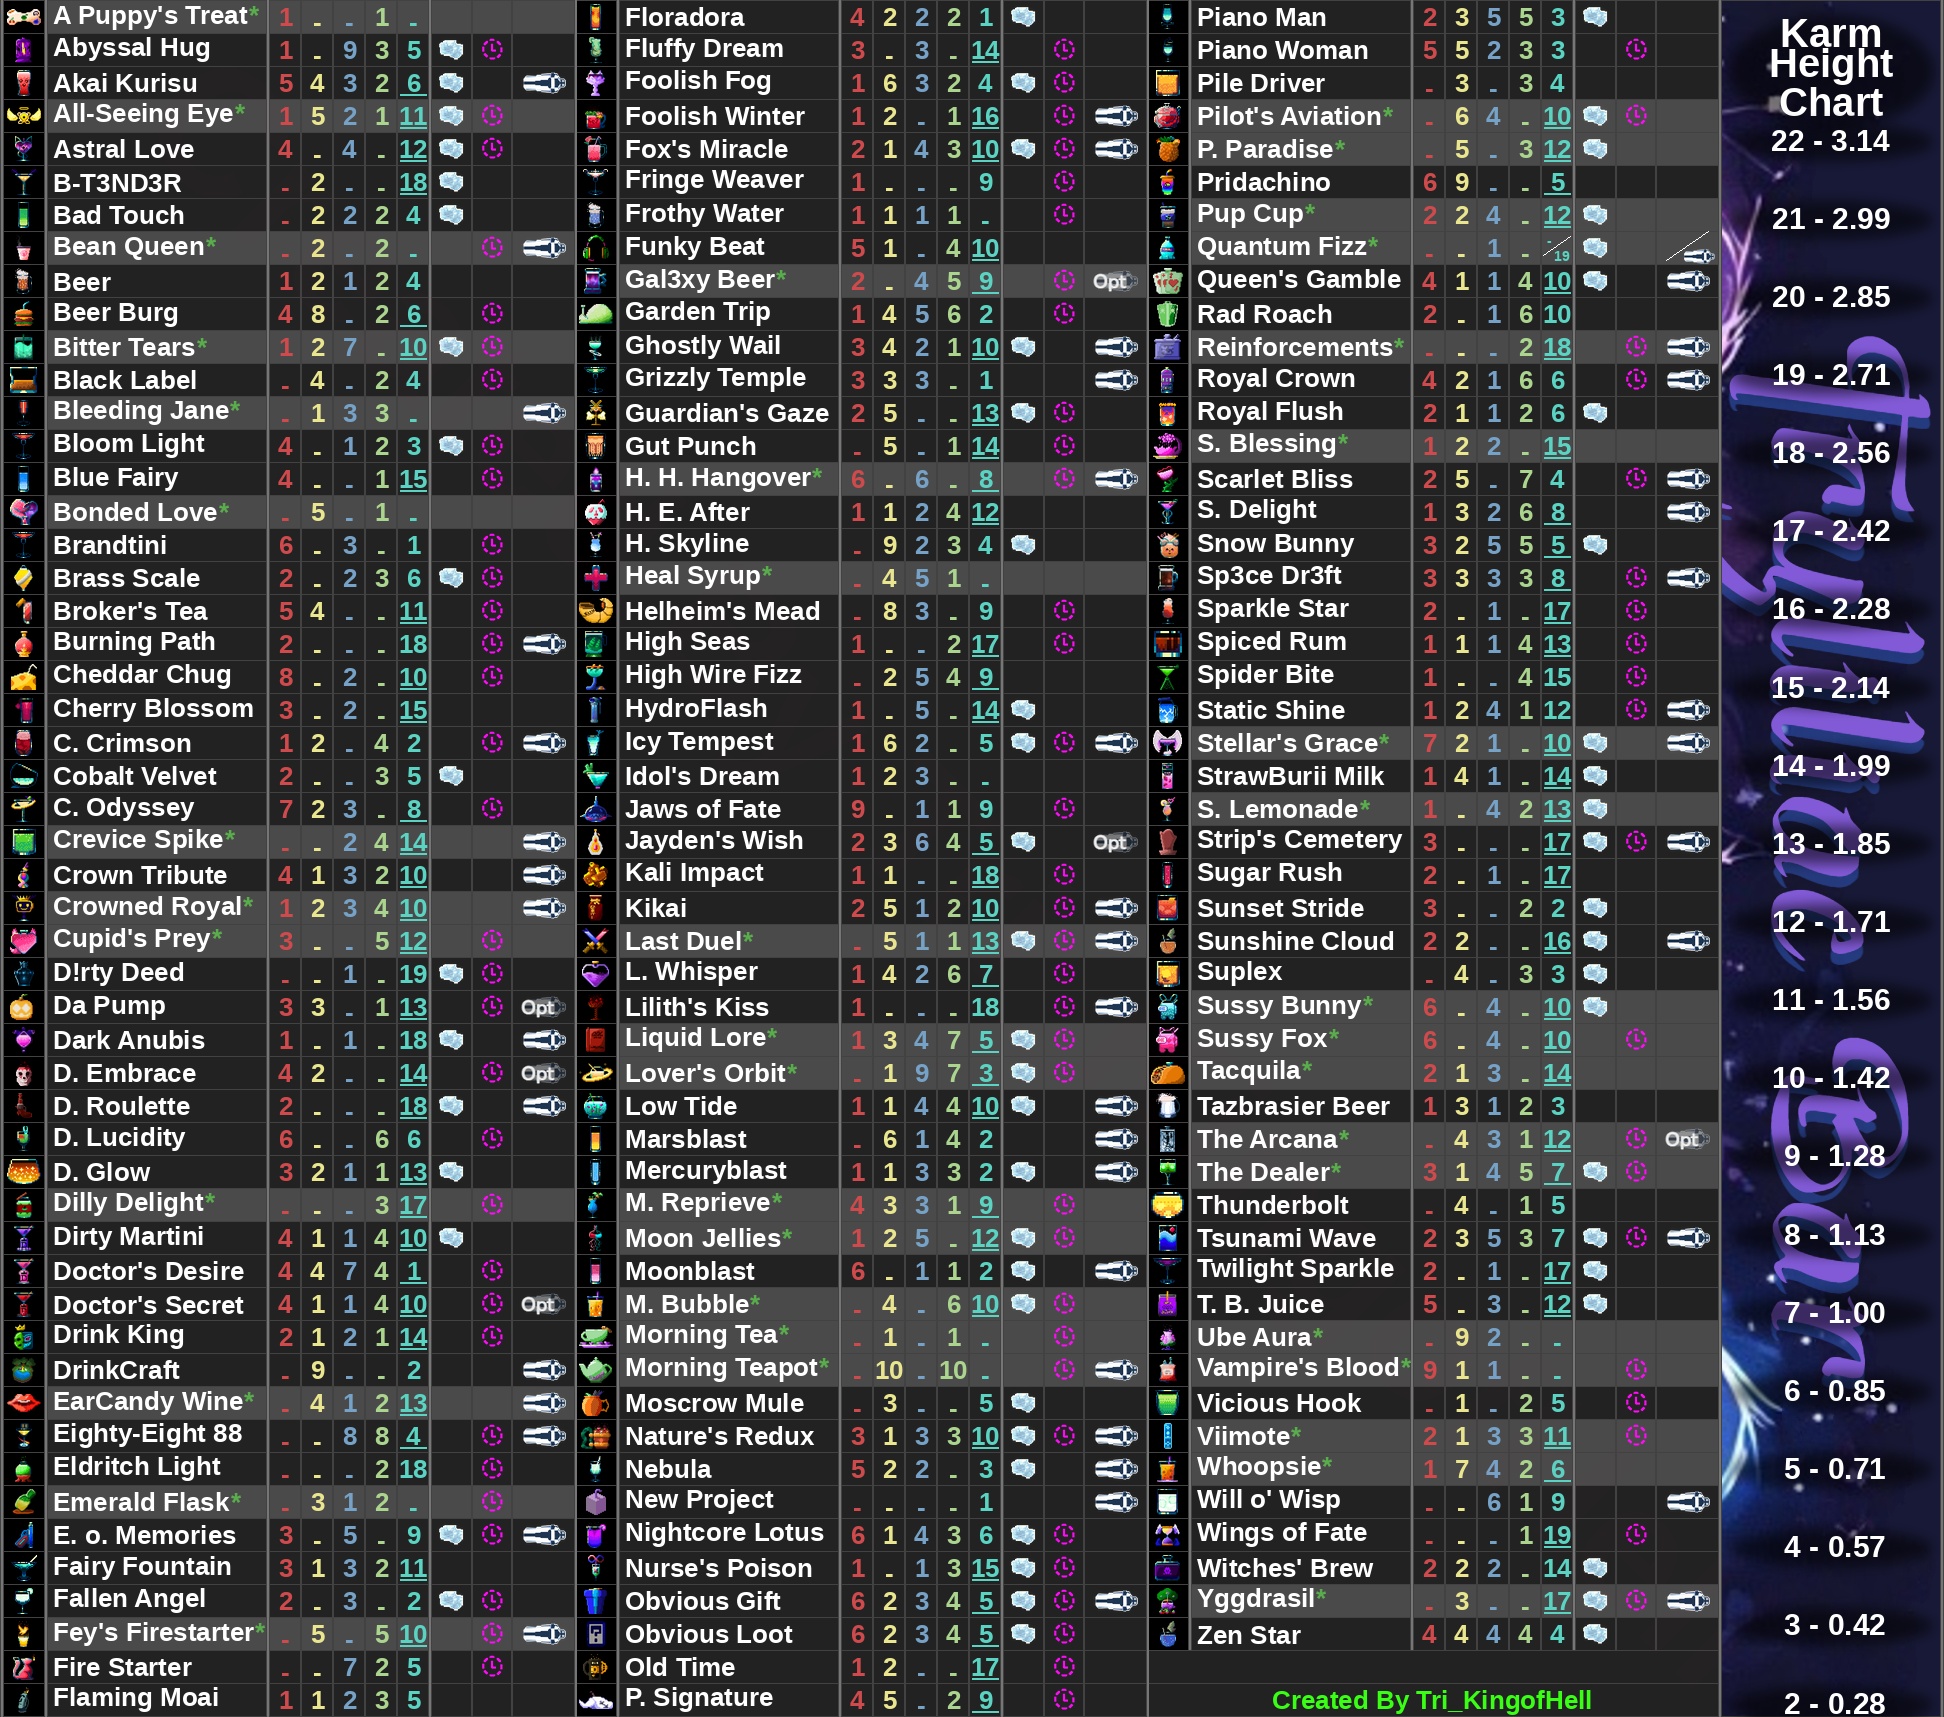 A Puppy's Treat* 1 - - 1 -
Abyssal Hug 1 - 9 3 5
Akai Kurisu 5 4 3 2 6
All-Seeing Eye* 1 5 2 1 11
Astral Love 4 - 4 - 12
B-T3ND3R - 2 - - 18
Bad Touch - 2 2 2 4
Bean Queen* - 2 - 2 -
Beer 1 2 1 2 4
Beer Burg 4 8 - 2 6
Bitter Tears* 1 2 7 - 10
Black Label - 4 - 2 4
Bleeding Jane* - 1 3 3 -
Bloom Light 4 - 1 2 3
Blue Fairy 4 - - 1 15
Bonded Love* - 5 - 1 -
Brandtini 6 - 3 - 1
Brass Scale 2 - 2 3 6
Broker's Tea 5 4 - - 11
Burning Path 2 - - - 18
Cheddar Chug 8 - 2 - 10
Cherry Blossom 3 - 2 - 15
C. Crimson 1 2 - 4 2
Cobalt Velvet 2 - - 3 5
C. Odyssey 7 2 3 - 8
Crevice Spike* - - 2 4 14
Crown Tribute 4 1 3 2 10
Crowned Royal* 1 2 3 4 10
Cupid's Prey* 3 - - 5 12
D!rty Deed - - 1 - 19
Da Pump 3 3 - 1 13 Opt
Dark Anubis 1 - 1 - 18
D. Embrace 4 2 - - 14 Opt
D. Roulette 2 - - - 18
D. Lucidity 6 - - 6 6
D. Glow 3 2 1 1 13
Dilly Delight* - - - 3 17
Dirty Martini 4 1 1 4 10
Doctor's Desire 4 4 7 4 1
Doctor's Secret 4 1 1 4 10 Opt
Drink King 2 1 2 1 14
DrinkCraft - 9 - - 2
EarCandy Wine* - 4 1 2 13
Eighty-Eight 88 - - 8 8 4
Eldritch Light - - - 2 18
Emerald Flask* - 3 1 2 -
E. o. Memories 3 - 5 - 9
Fairy Fountain 3 1 3 2 11
Fallen Angel 2 - 3 - 2
Fey's Firestarter* - 5 - 5 10
Fire Starter - - 7 2 5
Flaming Moai 1 1 2 3 5
Floradora 4 2 2 2 1
Fluffy Dream 3 - 3 - 14
Foolish Fog 1 6 3 2 4
Foolish Winter 1 2 - 1 16
Fox's Miracle 2 1 4 3 10
Fringe Weaver 1 - - - 9
Frothy Water 1 1 1 1 -
Funky Beat 5 1 - 4 10
Gal3xy Beer* 2 - 4 5 9 Opt
Garden Trip 1 4 5 6 2
Ghostly Wail 3 4 2 1 10
Grizzly Temple 3 3 3 - 1
Guardian's Gaze 2 5 - - 13
Gut Punch - 5 - 1 14
H. H. Hangover* 6 - 6 - 8
H. E. After 1 1 2 4 12
H. Skyline - 9 2 3 4
Heal Syrup* - 4 5 1 -
Helheim's Mead - 8 3 - 9
High Seas 1 - - 2 17
High Wire Fizz - 2 5 4 9
HydroFlash 1 - 5 - 14
Icy Tempest 1 6 2 - 5
Idol's Dream 1 2 3 - -
Jaws of Fate 9 - 1 1 9
Jayden's Wish 2 3 6 4 5 Opt
Kali Impact 1 1 - - 18
Kikai 2 5 1 2 10
Last Duel* - 5 1 1 13
L. Whisper 1 4 2 6 7
Lilith's Kiss 1 - - - 18
Liquid Lore* 1 3 4 7 5
Lover's Orbit* - 1 9 7 3
Low Tide 1 1 4 4 10
Marsblast - 6 1 4 2
Mercuryblast 1 1 3 3 2
M. Reprieve* 4 3 3 1 9
Moon Jellies* 1 2 5 - 12
Moonblast 6 - 1 1 2
M. Bubble* - 4 - 6 10
Morning Tea* - 1 - 1 -
Morning Teapot* - 10 - 10 -
Moscrow Mule - 3 - - 5
Nature's Redux 3 1 3 3 10
Nebula 5 2 2 - 3
New Project - - - - 1
Nightcore Lotus 6 1 4 3 6
Nurse's Poison 1 - 1 3 15
Obvious Gift 6 2 3 4 5
Obvious Loot 6 2 3 4 5
Old Time 1 2 - - 17
P. Signature 4 5 - 2 9
Piano Man 2 3 5 5 3
Piano Woman 5 5 2 3 3
Pile Driver - 3 - 3 4
Pilot's Aviation* - 6 4 - 10
P. Paradise* - 5 - 3 12
Pridachino 6 9 - - 5
Pup Cup* 2 2 4 - 12
Quantum Fizz* - - 1 - -/19
Queen's Gamble 4 1 1 4 10
Rad Roach 2 - 1 6 10
Reinforcements* - - - 2 18
Royal Crown 4 2 1 6 6
Royal Flush 2 1 1 2 6
S. Blessing* 1 2 2 - 15
Scarlet Bliss 2 5 - 7 4
S. Delight 1 3 2 6 8
Snow Bunny 3 2 5 5 5
Sp3ce Dr3ft 3 3 3 3 8
Sparkle Star 2 - 1 - 17
Spiced Rum 1 1 1 4 13
Spider Bite 1 - - 4 15
Static Shine 1 2 4 1 12
Stellar's Grace* 7 2 1 - 10
StrawBurii Milk 1 4 1 - 14
S. Lemonade* 1 - 4 2 13
Strip's Cemetery 3 - - - 17
Sugar Rush 2 - 1 - 17
Sunset Stride 3 - - 2 2
Sunshine Cloud 2 2 - - 16
Suplex - 4 - 3 3
Sussy Bunny* 6 - 4 - 10
Sussy Fox* 6 - 4 - 10
Tacquila* 2 1 3 - 14
Tazbrasier Beer 1 3 1 2 3
The Arcana* - 4 3 1 12 Opt
The Dealer* 3 1 4 5 7
Thunderbolt - 4 - 1 5
Tsunami Wave 2 3 5 3 7
Twilight Sparkle 2 - 1 - 17
T. B. Juice 5 - 3 - 12
Ube Aura* - 9 2 - -
Vampire's Blood* 9 1 1 - -
Vicious Hook - 1 - 2 5
Viimote* 2 1 3 3 11
Whoopsie* 1 7 4 2 6
Will o' Wisp - - 6 1 9
Wings of Fate - - - 1 19
Witches' Brew 2 2 2 - 14
Yggdrasil* - 3 - - 17
Zen Star 4 4 4 4 4
Created By Tri_KingofHell
Karm
Height
Chart
22 - 3.14
21 - 2.99
20 - 2.85
19 - 2.71
18 - 2.56
17 - 2.42
16 - 2.28
15 - 2.14
14 - 1.99
13 - 1.85
12 - 1.71
11 - 1.56
10 - 1.42
9 - 1.28
8 - 1.13
7 - 1.00
6 - 0.85
5 - 0.71
4 - 0.57
3 - 0.42
2 - 0.28